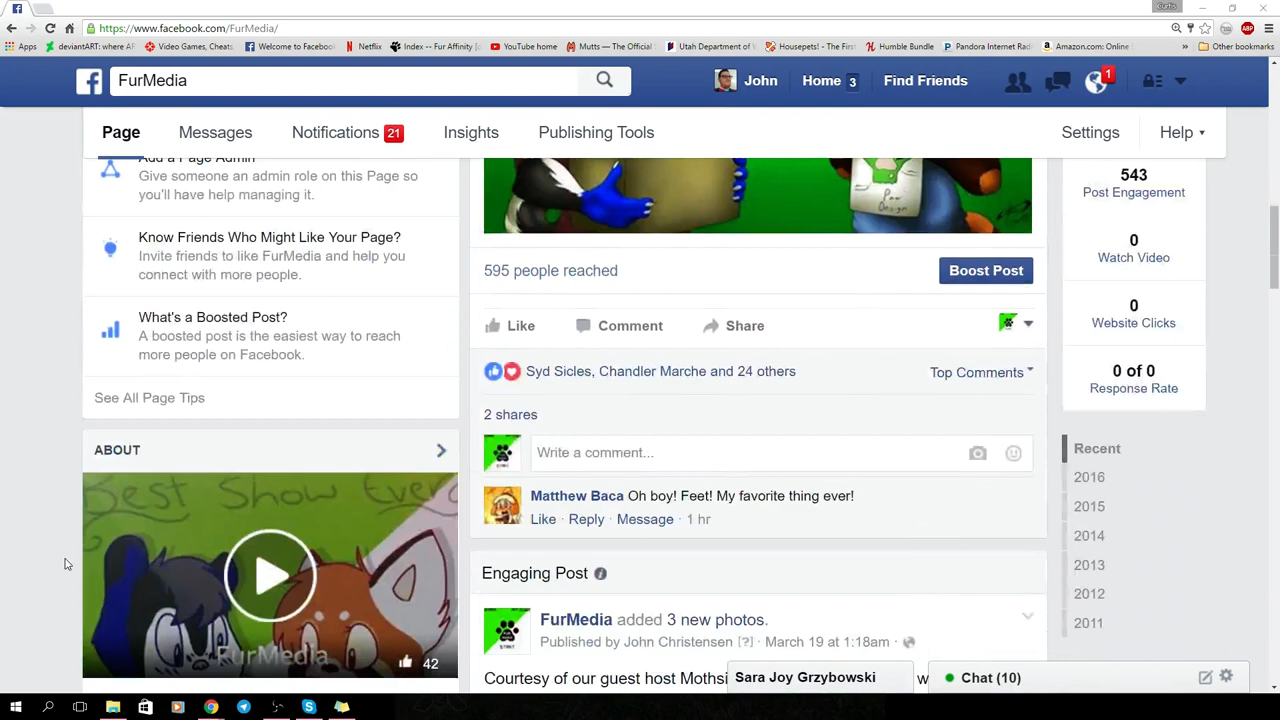 Curtis
https://www.facebook.com/FurMedia/
Apps deviantART: where AR Video Games, Cheats Welcome to Facebook Netflix Index -- Fur Affinity YouTube home Mutts — The Official Utah Department of Housepets! - The First Humble Bundle Pandora Internet Radi Amazon.com: Online Other bookmarks
FurMedia John Home 3 Find Friends 1
Page Messages Notifications 21 Insights Publishing Tools Settings Help
Add a Page Admin
Give someone an admin role on this Page so
you'll have help managing it.
Know Friends Who Might Like Your Page?
Invite friends to like FurMedia and help you
connect with more people.
What's a Boosted Post?
A boosted post is the easiest way to reach
more people on Facebook.
See All Page Tips
ABOUT
Best Show Ever
FurMedia 42
Paw
Design
595 people reached Boost Post
Like Comment Share
Syd Sicles, Chandler Marche and 24 others Top Comments
2 shares
Write a comment...
Matthew Baca Oh boy! Feet! My favorite thing ever!
Like · Reply · Message · 1 hr
Engaging Post
FurMedia added 3 new photos.
Published by John Christensen [?] · March 19 at 1:18am ·
Courtesy of our guest host Mothsi w
543
Post Engagement
0
Watch Video
0
Website Clicks
0 of 0
Response Rate
Recent
2016
2015
2014
2013
2012
2011
Sara Joy Grzybowski
Chat (10)